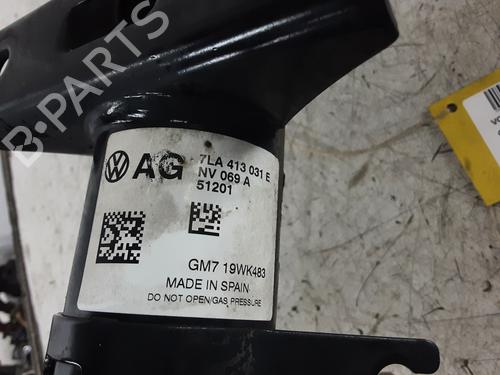 B-PARTS
AG
7LA 413 031 E
NV 069 A
51201
GM7 19WK483
MADE IN SPAIN
DO NOT OPEN/GAS PRESSURE